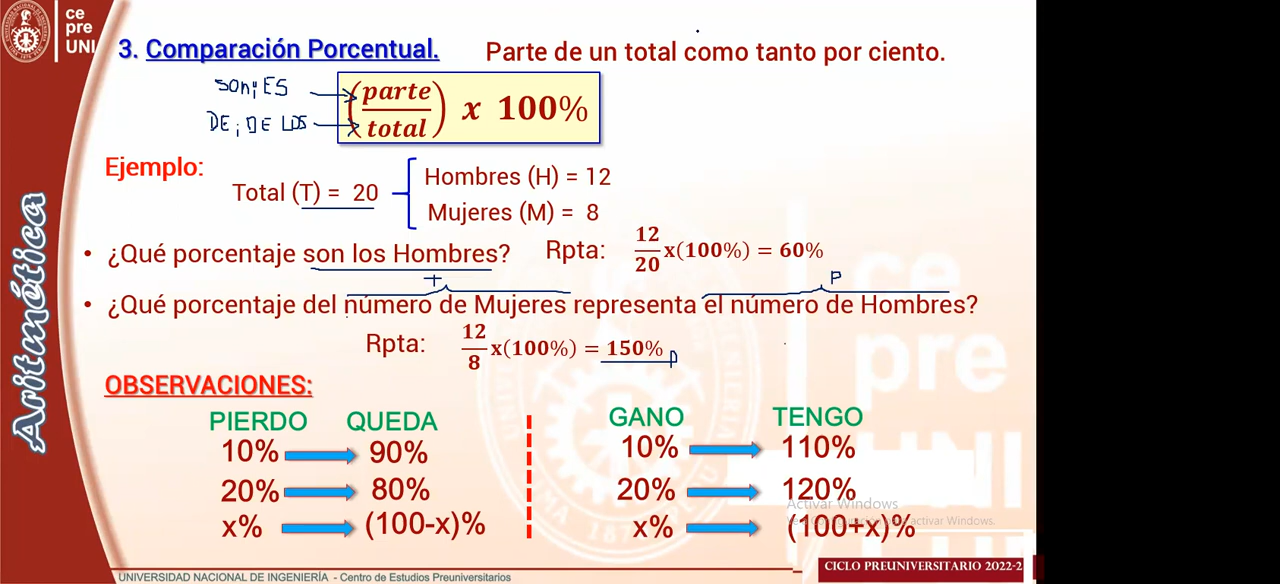 ce
pre
UNI
3. Comparación Porcentual. Parte de un total como tanto por ciento.
SON; ES
DE; DE LOS
(parte/total) x 100%
Ejemplo:
Total (T) = 20
Hombres (H) = 12
Mujeres (M) = 8
• ¿Qué porcentaje son los Hombres? Rpta: 12/20 x(100%) = 60%
T P
• ¿Qué porcentaje del número de Mujeres representa el número de Hombres?
Rpta: 12/8 x(100%) = 150% P
OBSERVACIONES:
PIERDO QUEDA GANO TENGO
10% 90% 10% 110%
20% 80% 20% 120%
x% (100-x)% x% (100+x)%
Activar Windows
activar Windows.
Aritmética
CICLO PREUNIVERSITARIO 2022-2
UNIVERSIDAD NACIONAL DE INGENIERÍA - Centro de Estudios Preuniversitarios